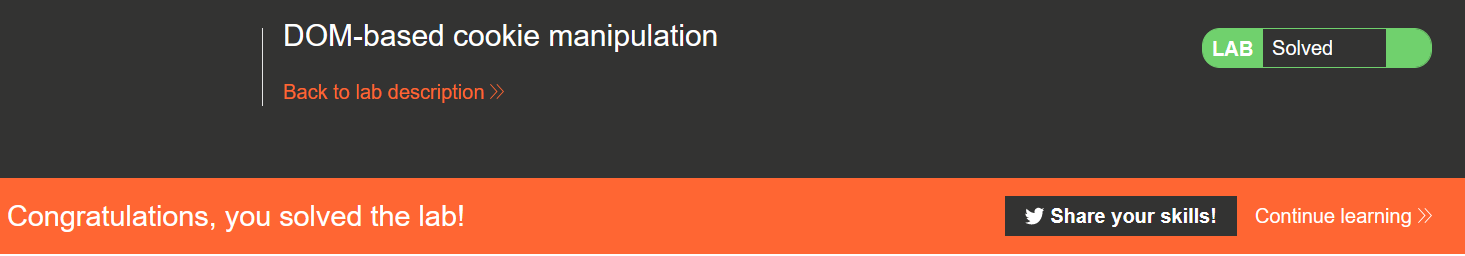 DOM-based cookie manipulation
LAB Solved
Back to lab description
Congratulations, you solved the lab!
Share your skills!
Continue learning